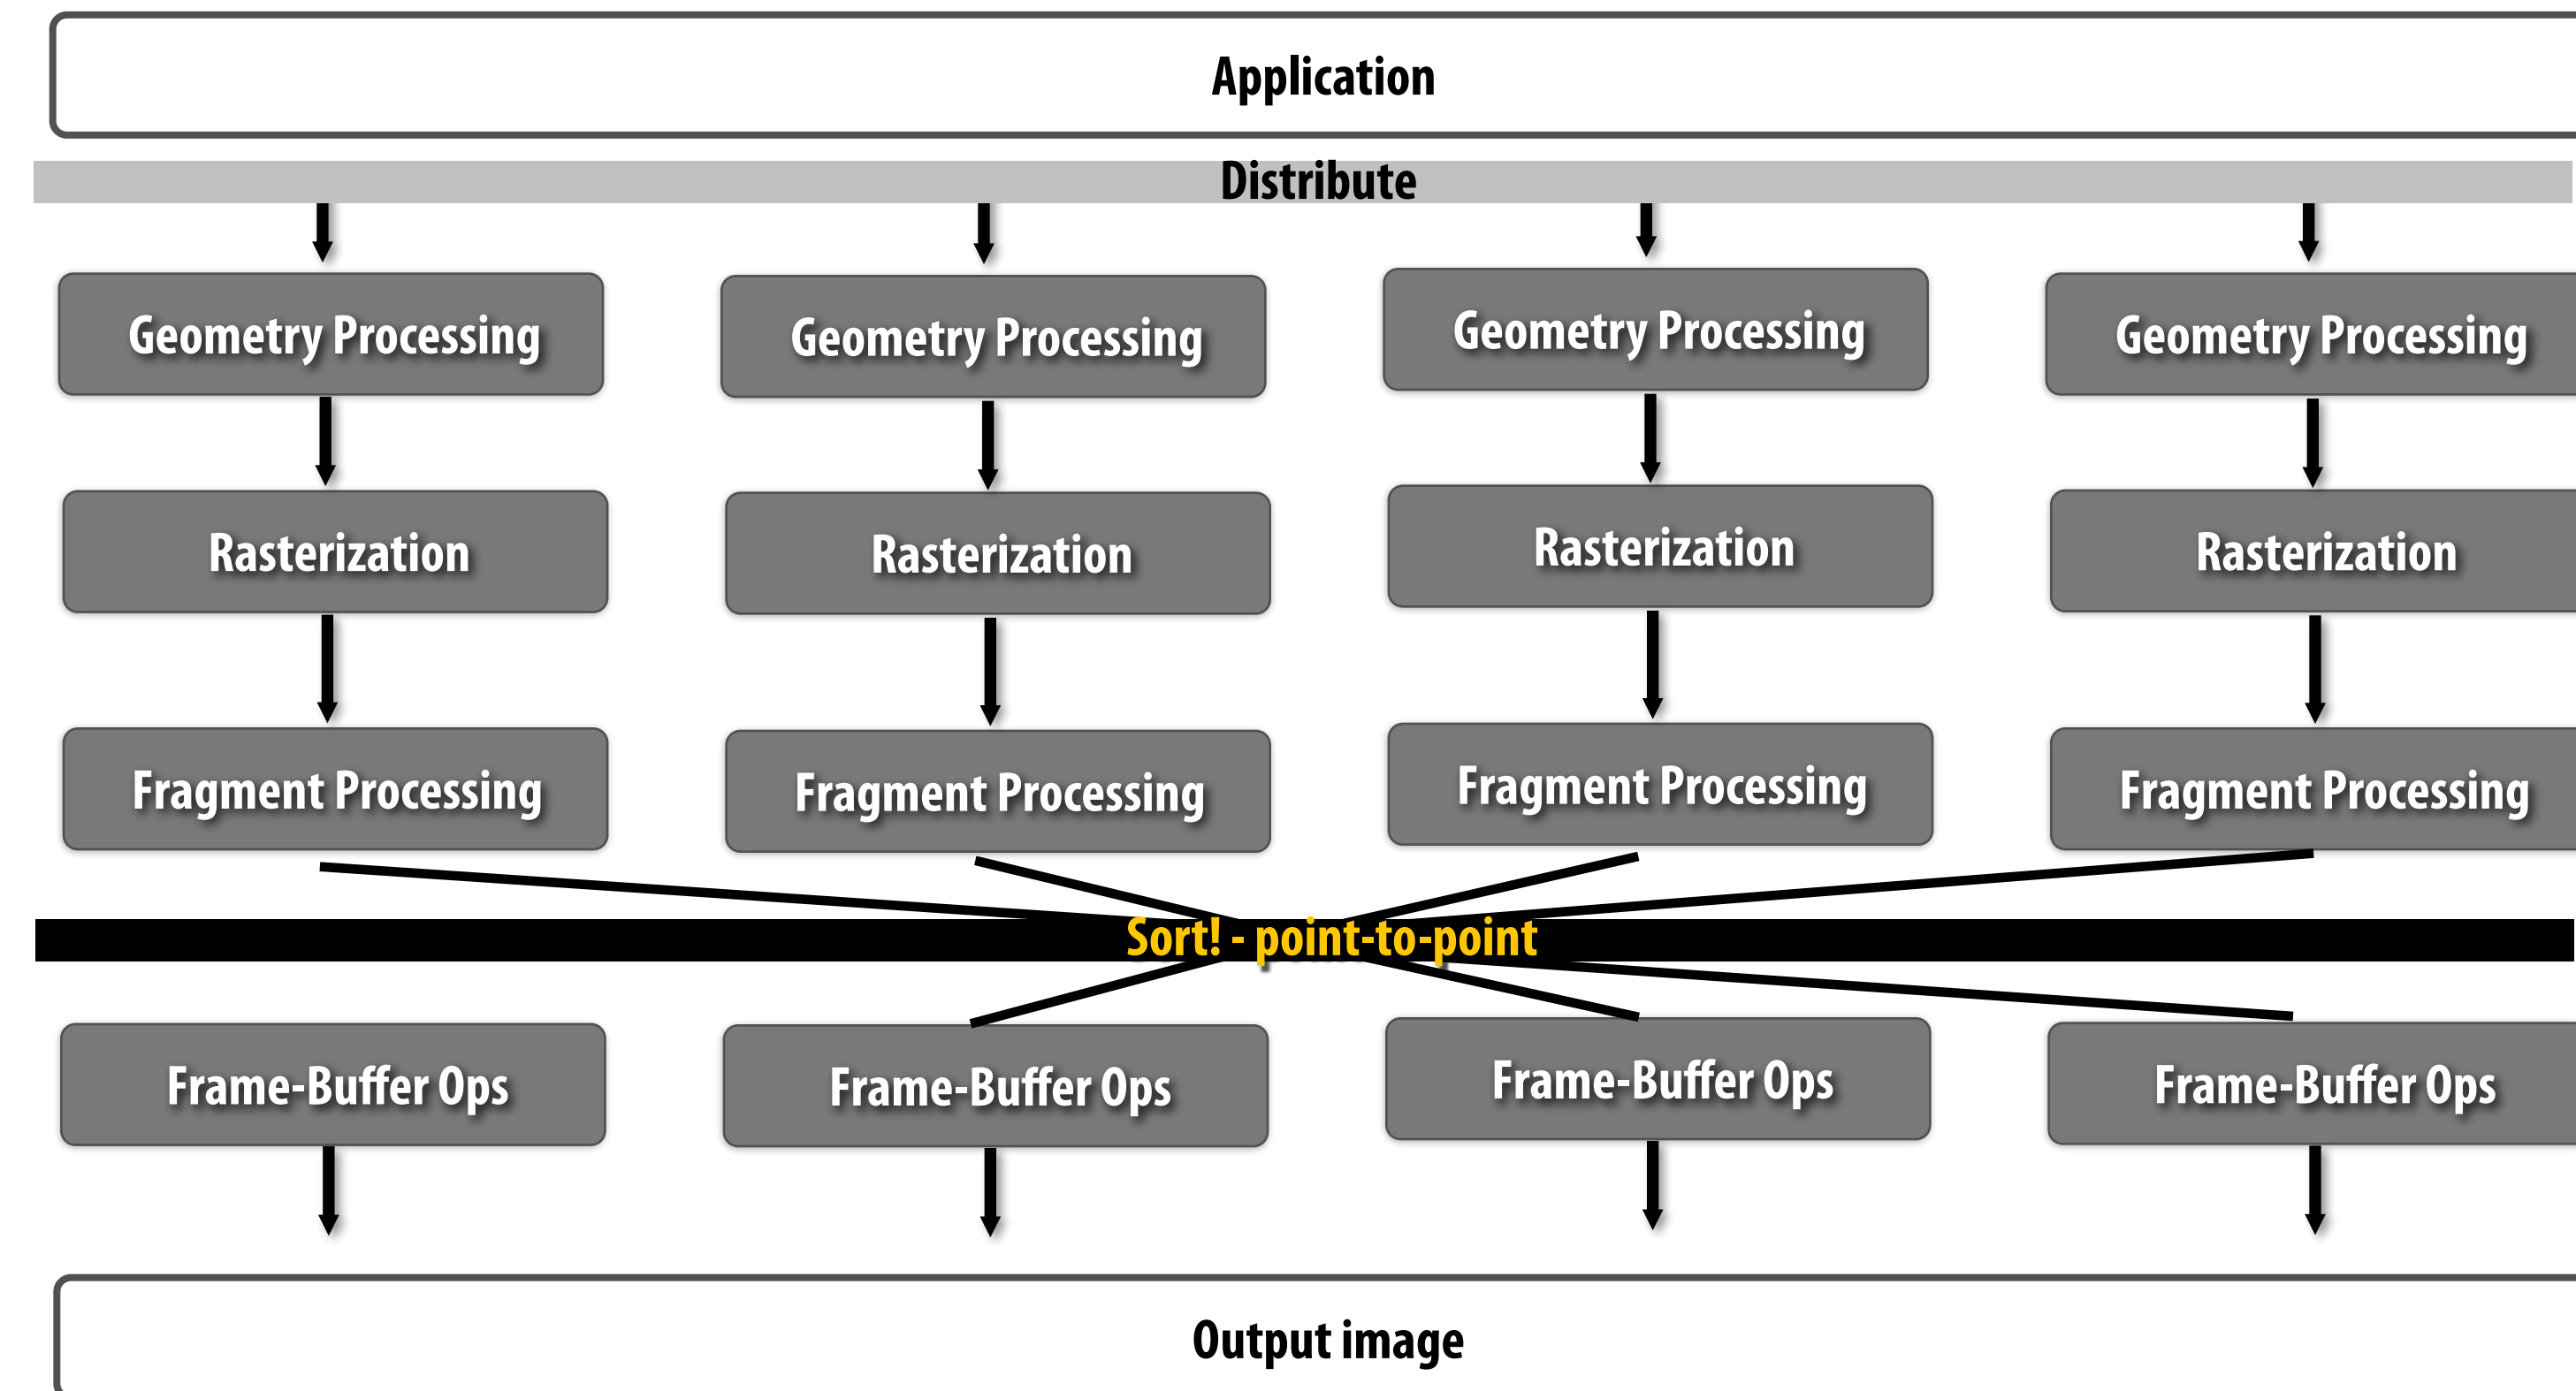 Application
Distribute
Geometry Processing
Geometry Processing
Geometry Processing
Geometry Processing
Rasterization
Rasterization
Rasterization
Rasterization
Fragment Processing
Fragment Processing
Fragment Processing
Fragment Processing
Sort! - point-to-point
Frame-Buffer Ops
Frame-Buffer Ops
Frame-Buffer Ops
Frame-Buffer Ops
Output image